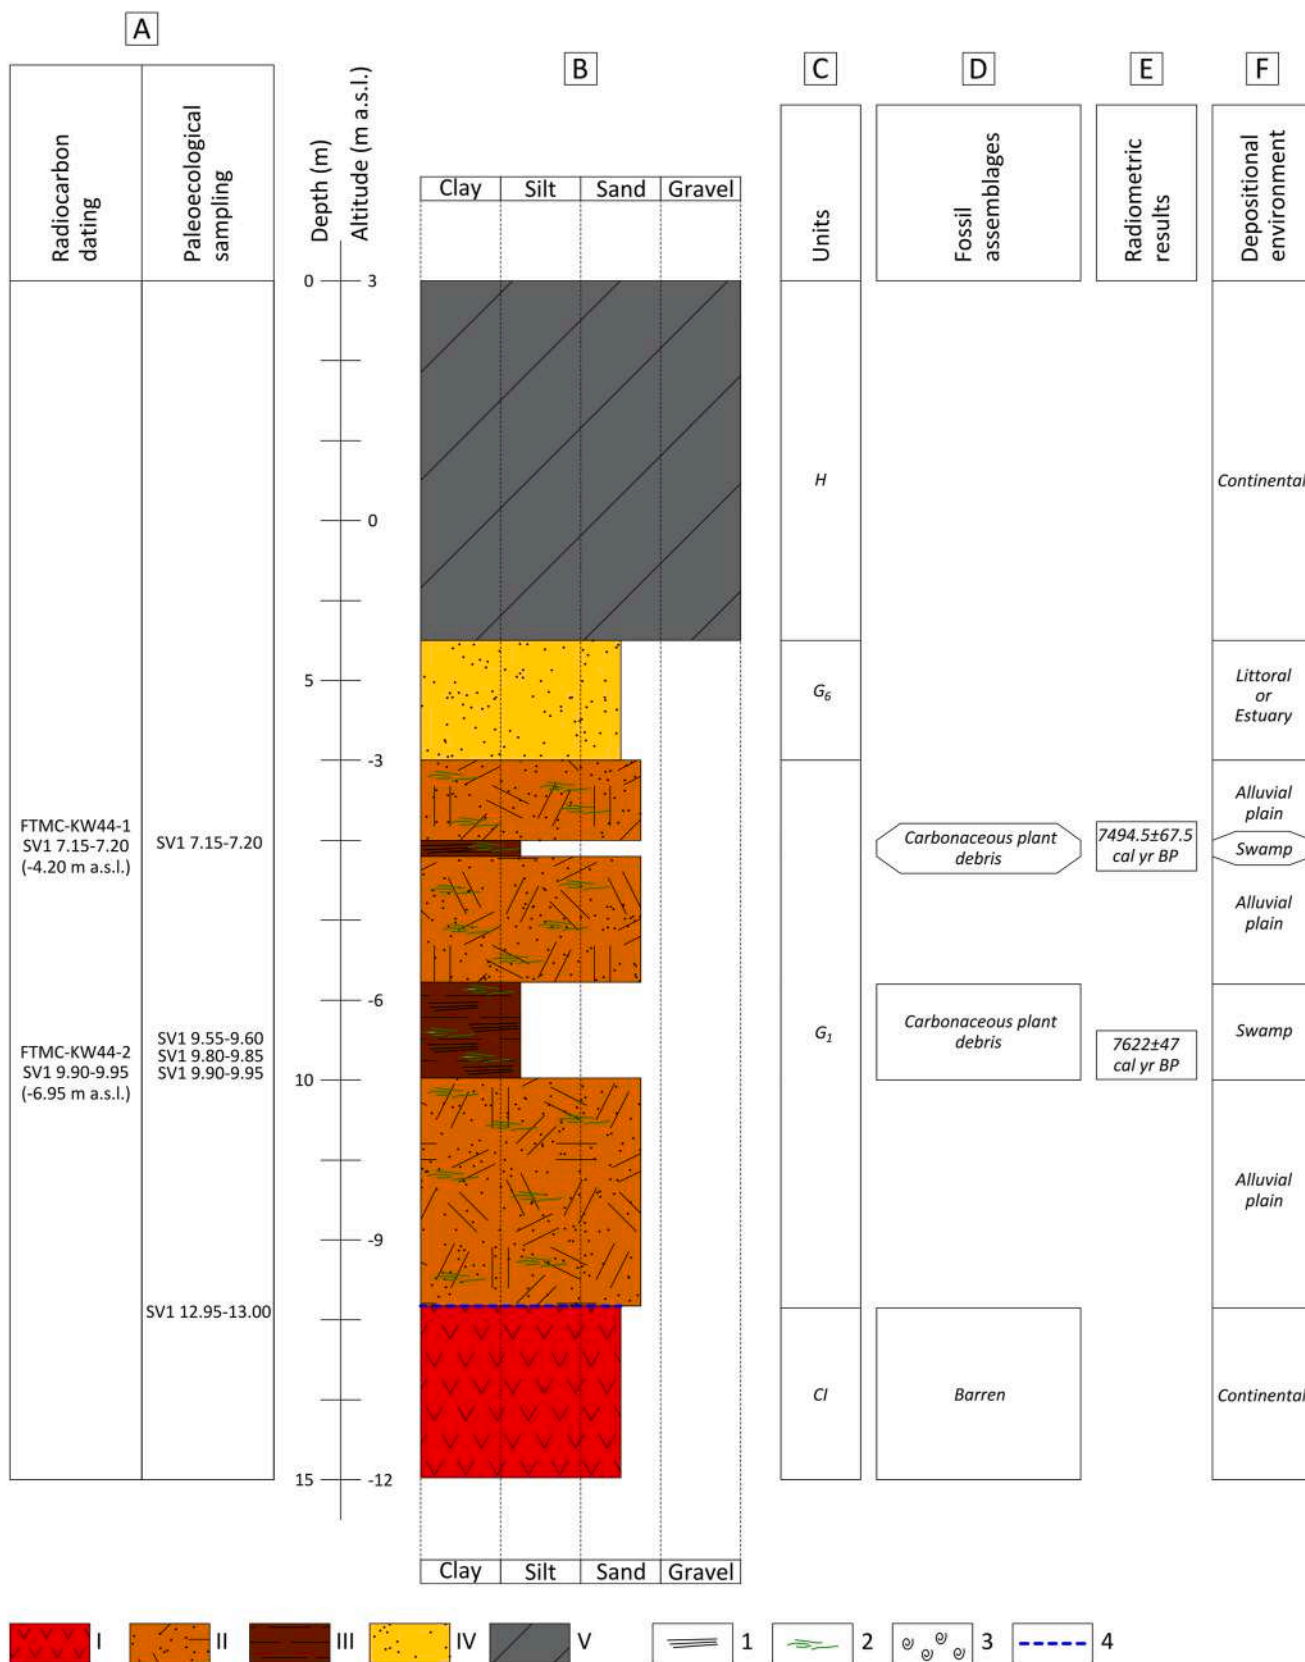 A
B
C
D
E
F
Radiocarbon
dating
Paleoecological
sampling
Depth (m)
Altitude (m a.s.l.)
Clay Silt Sand Gravel
Units
Fossil
assemblages
Radiometric
results
Depositional
environment
0
3
0
5
-3
-6
10
-9
15
-12
FTMC-KW44-1
SV1 7.15-7.20
(-4.20 m a.s.l.)
FTMC-KW44-2
SV1 9.90-9.95
(-6.95 m a.s.l.)
SV1 7.15-7.20
SV1 9.55-9.60
SV1 9.80-9.85
SV1 9.90-9.95
SV1 12.95-13.00
H
G6
G1
CI
Carbonaceous plant
debris
Carbonaceous plant
debris
Barren
7494.5±67.5
cal yr BP
7622±47
cal yr BP
Continental
Littoral
or
Estuary
Alluvial
plain
Swamp
Alluvial
plain
Swamp
Alluvial
plain
Continental
Clay Silt Sand Gravel
I
II
III
IV
V
1
2
3
4